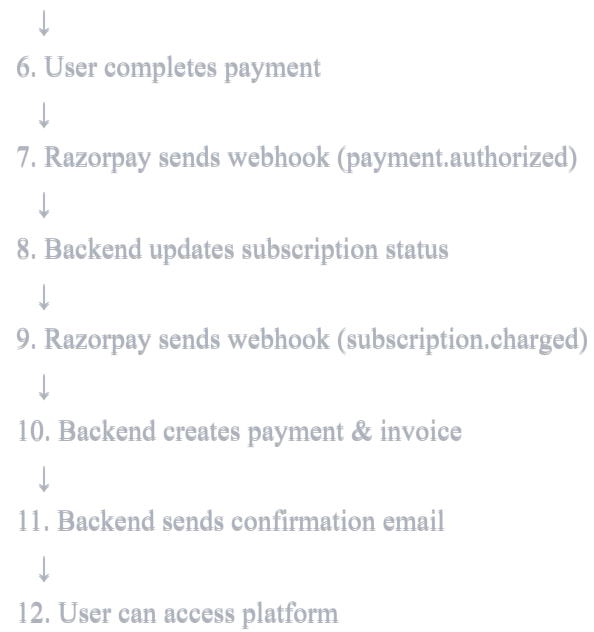 ↓
6. User completes payment
↓
7. Razorpay sends webhook (payment.authorized)
↓
8. Backend updates subscription status
↓
9. Razorpay sends webhook (subscription.charged)
↓
10. Backend creates payment & invoice
↓
11. Backend sends confirmation email
↓
12. User can access platform